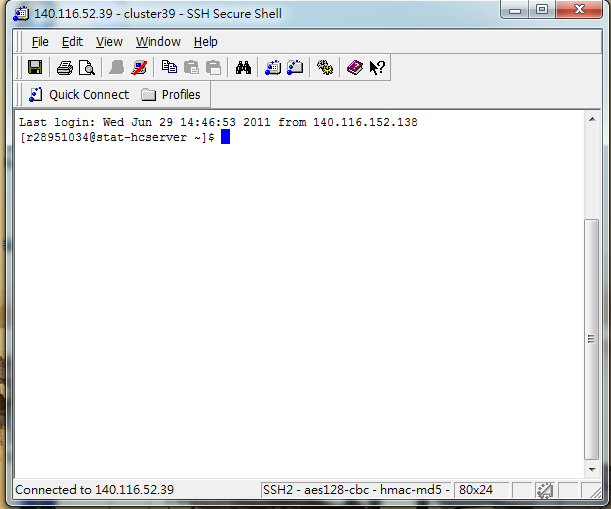 140.116.52.39 - cluster39 - SSH Secure Shell
File Edit View Window Help
Quick Connect Profiles
Last login: Wed Jun 29 14:46:53 2011 from 140.116.152.138
[r28951034@stat-hcserver ~]$
Connected to 140.116.52.39 SSH2 - aes128-cbc - hmac-md5 - 80x24